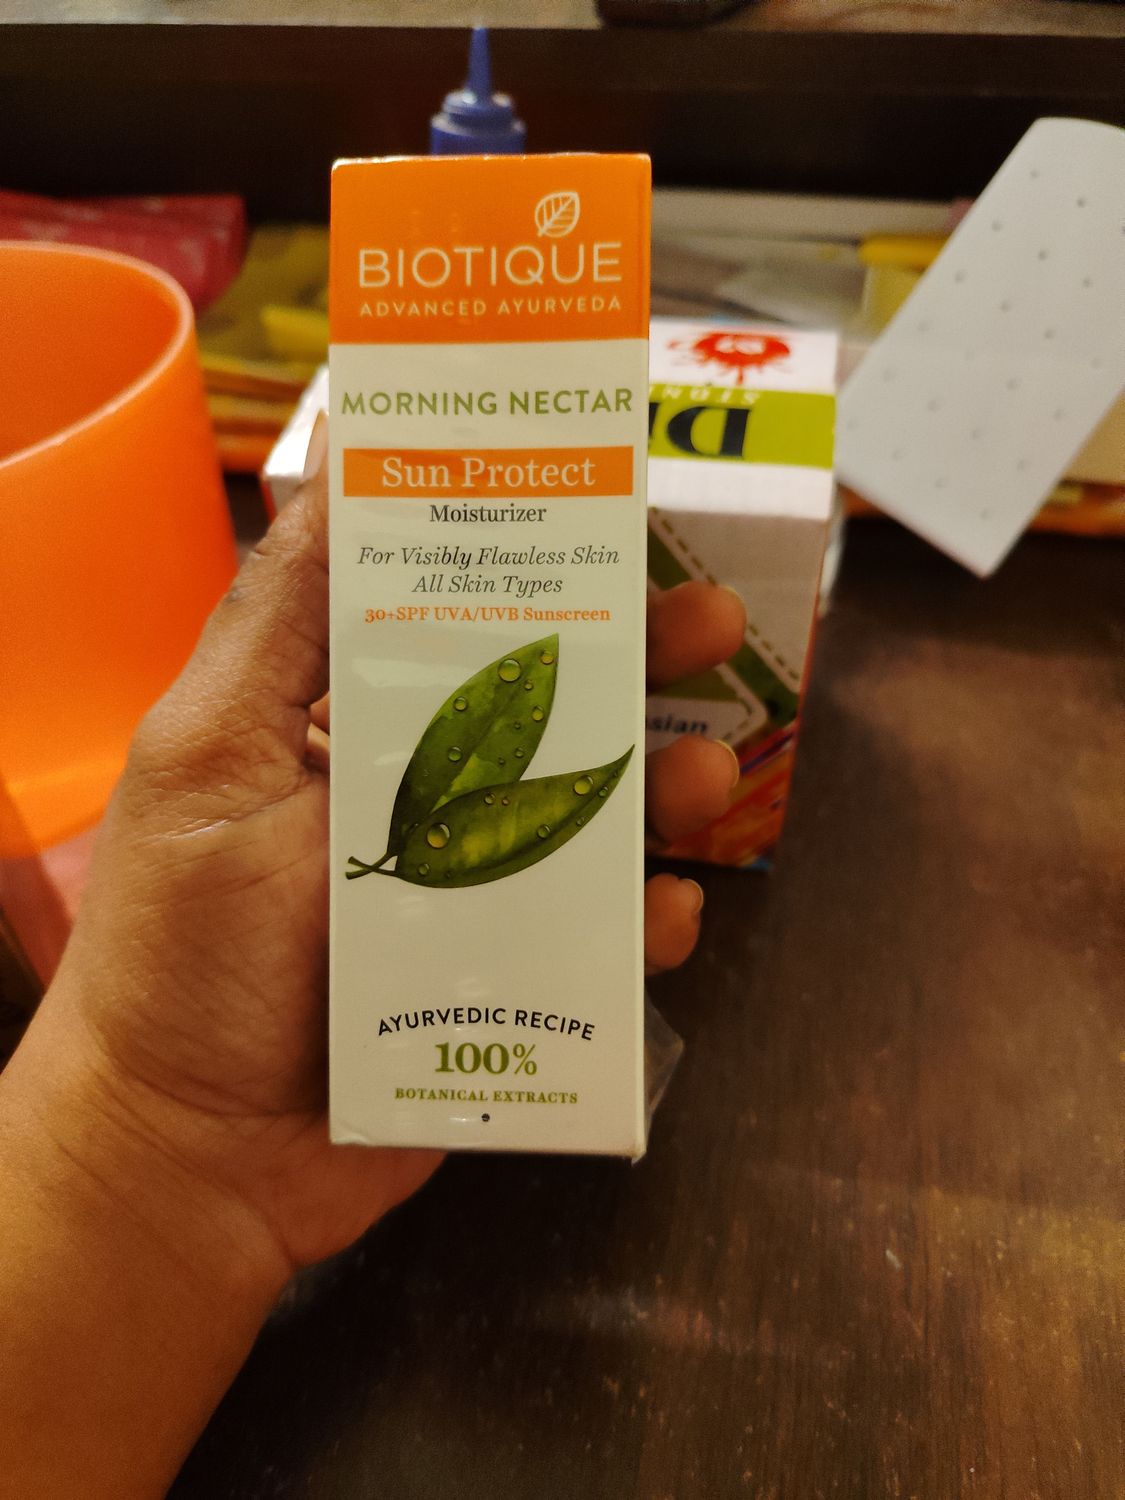 BIOTIQUE
ADVANCED AYURVEDA
MORNING NECTAR
Sun Protect
Moisturizer
For Visibly Flawless Skin
All Skin Types
30+SPF UVA/UVB Sunscreen
AYURVEDIC RECIPE
100%
BOTANICAL EXTRACTS